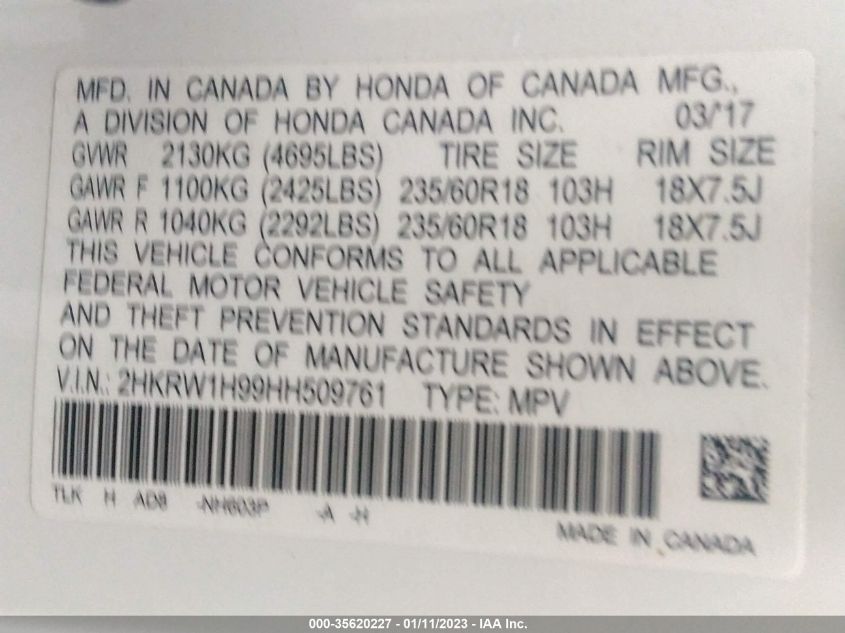 MFD. IN CANADA BY HONDA OF CANADA MFG.,
A DIVISION OF HONDA CANADA INC. 03/'17
GVWR 2130KG (4695LBS) TIRE SIZE RIM SIZE
GAWR F 1100KG (2425LBS) 235/60R18 103H 18X7.5J
GAWR R 1040KG (2292LBS) 235/60R18 103H 18X7.5J
THIS VEHICLE CONFORMS TO ALL APPLICABLE
FEDERAL MOTOR VEHICLE SAFETY
AND THEFT PREVENTION STANDARDS IN EFFECT
ON THE DATE OF MANUFACTURE SHOWN ABOVE.
V.I.N.: 2HKRW1H99HH509761 TYPE: MPV
TLK H AD8 -NH603P -A -H
MADE IN CANADA
000-35620227 - 01/11/2023 - IAA Inc.